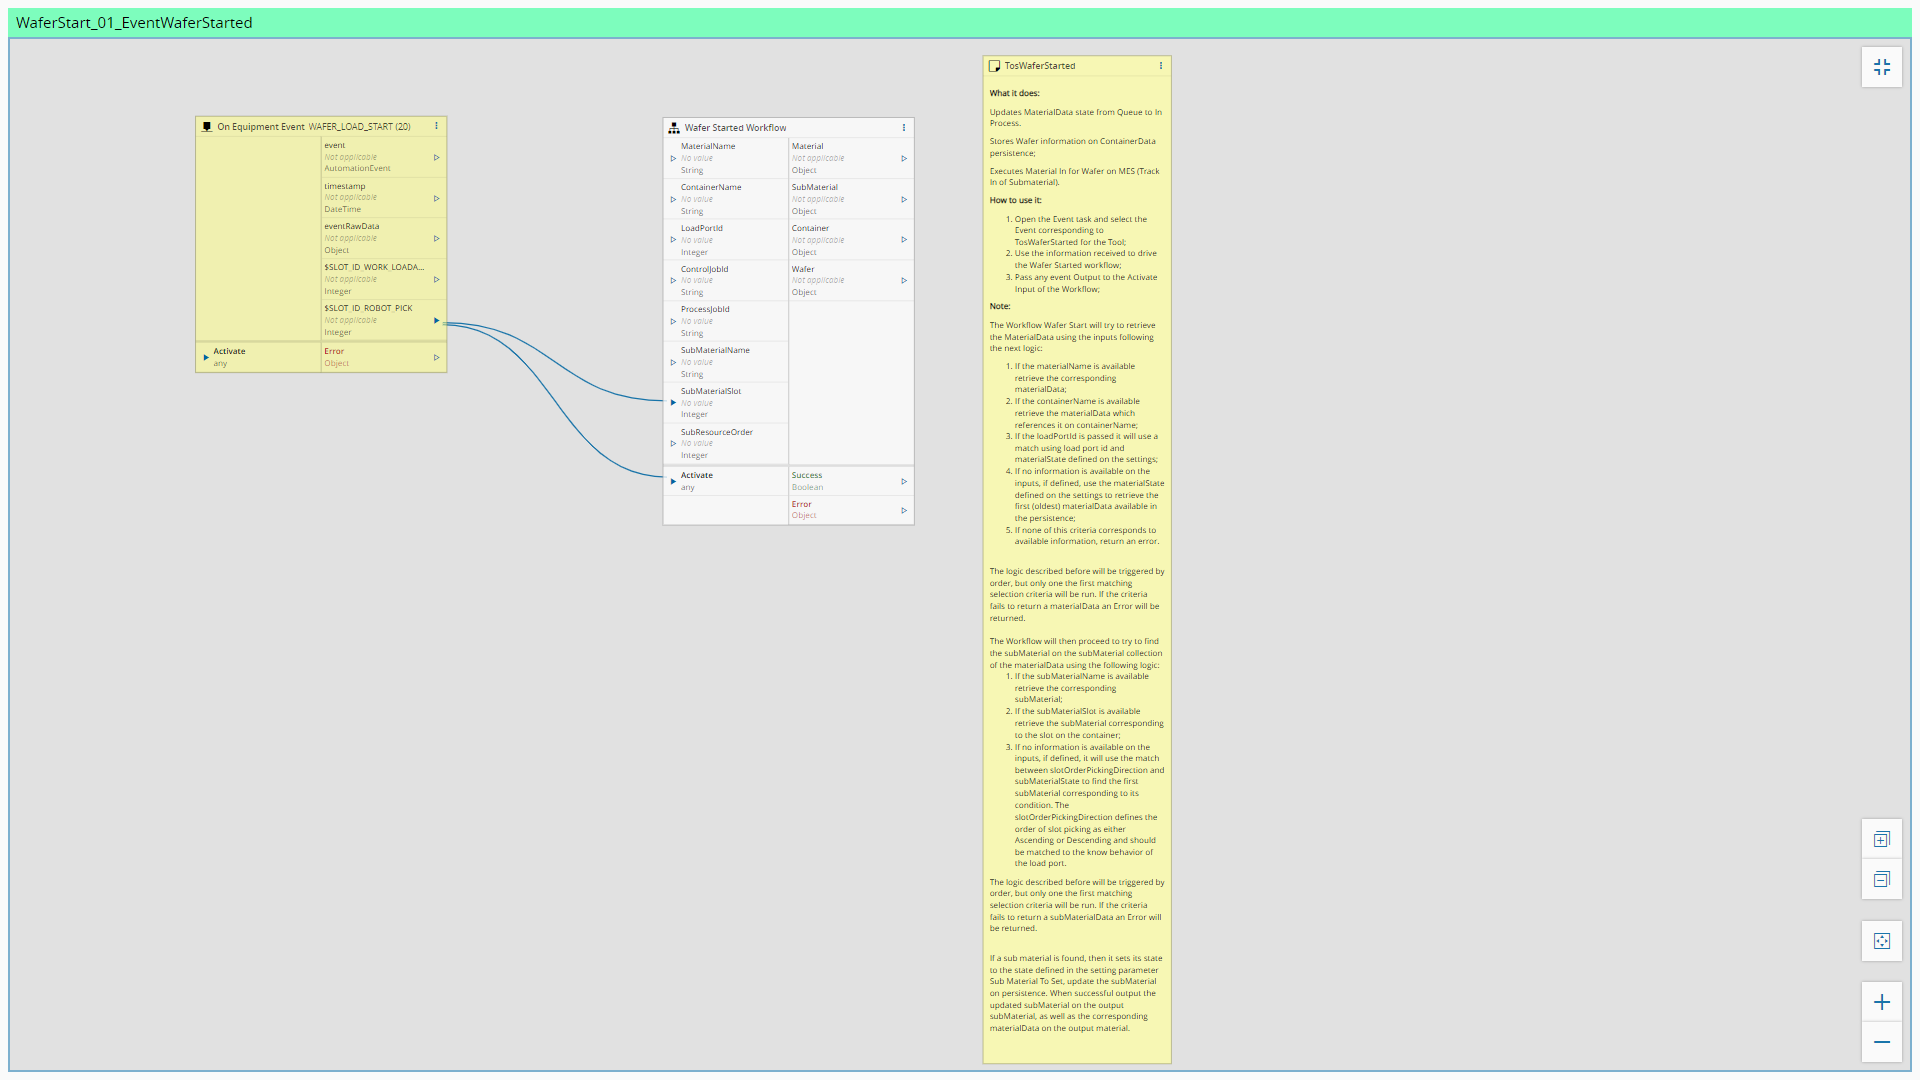 WaferStart_01_EventWaferStarted
On Equipment Event WAFER_LOAD_START (20)
event
Not applicable
AutomationEvent
timestamp
Not applicable
DateTime
eventRawData
Not applicable
Object
$SLOT_ID_WORK_LOADA...
Not applicable
Integer
$SLOT_ID_ROBOT_PICK
Not applicable
Integer
Activate
any
Error
Object
Wafer Started Workflow
MaterialName
No value
String
ContainerName
No value
String
LoadPortId
No value
Integer
ControlJobId
No value
String
ProcessJobId
No value
String
SubMaterialName
No value
String
SubMaterialSlot
No value
Integer
SubResourceOrder
No value
Integer
Material
Not applicable
Object
SubMaterial
Not applicable
Object
Container
Not applicable
Object
Wafer
Not applicable
Object
Activate
any
Success
Boolean
Error
Object
TosWaferStarted
What it does:
Updates MaterialData state from Queue to In
Process.
Stores Wafer information on ContainerData
persistence;
Executes Material In for Wafer on MES (Track
In of Submaterial).
How to use it:
1. Open the Event task and select the
Event corresponding to
TosWaferStarted for the Tool;
2. Use the information received to drive
the Wafer Started workflow;
3. Pass any event Output to the Activate
Input of the Workflow;
Note:
The Workflow Wafer Start will try to retrieve
the MaterialData using the inputs following
the next logic:
1. If the materialName is available
retrieve the corresponding
materialData;
2. If the containerName is available
retrieve the materialData which
references it on containerName;
3. If the loadPortId is passed it will use a
match using load port id and
materialState defined on the settings;
4. If no information is available on the
inputs, if defined, use the materialState
defined on the settings to retrieve the
first (oldest) materialData available in
the persistence;
5. If none of this criteria corresponds to
available information, return an error.
The logic described before will be triggered by
order, but only one the first matching
selection criteria will be run. If the criteria
fails to return a materialData an Error will be
returned.
The Workflow will then proceed to try to find
the subMaterial on the subMaterial collection
of the materialData using the following logic:
1. If the subMaterialName is available
retrieve the corresponding
subMaterial;
2. If the subMaterialSlot is available
retrieve the subMaterial corresponding
to the slot on the container;
3. If no information is available on the
inputs, if defined, it will use the match
between slotOrderPickingDirection and
subMaterialState to find the first
subMaterial corresponding to its
condition. The
slotOrderPickingDirection defines the
order of slot picking as either
Ascending or Descending and should
be matched to the know behavior of
the load port.
The logic described before will be triggered by
order, but only one the first matching
selection criteria will be run. If the criteria
fails to return a subMaterialData an Error will
be returned.
If a sub material is found, then it sets its state
to the state defined in the setting parameter
Sub Material To Set, update the subMaterial
on persistence. When successful output the
updated subMaterial on the output
subMaterial, as well as the corresponding
materialData on the output material.